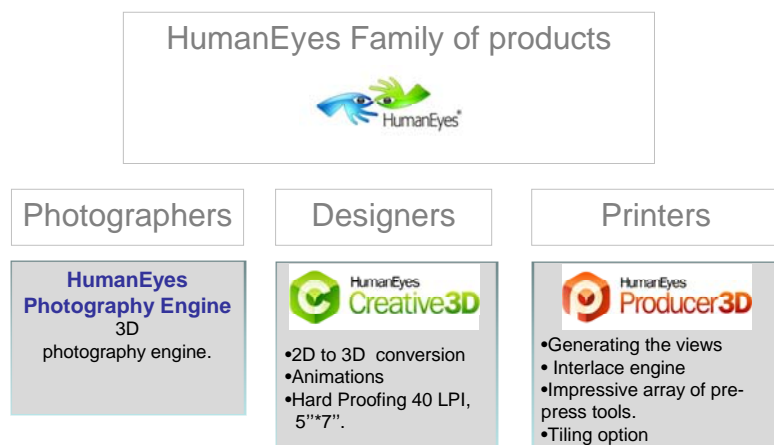 HumanEyes Family of products
HumanEyes®
Photographers
Designers
Printers
HumanEyes
Photography Engine
3D
photography engine.
HumanEyes
Creative3D
•2D to 3D conversion
•Animations
•Hard Proofing 40 LPI,
5’’*7’’.
HumanEyes
Producer3D
•Generating the views
• Interlace engine
•Impressive array of pre-
press tools.
•Tiling option